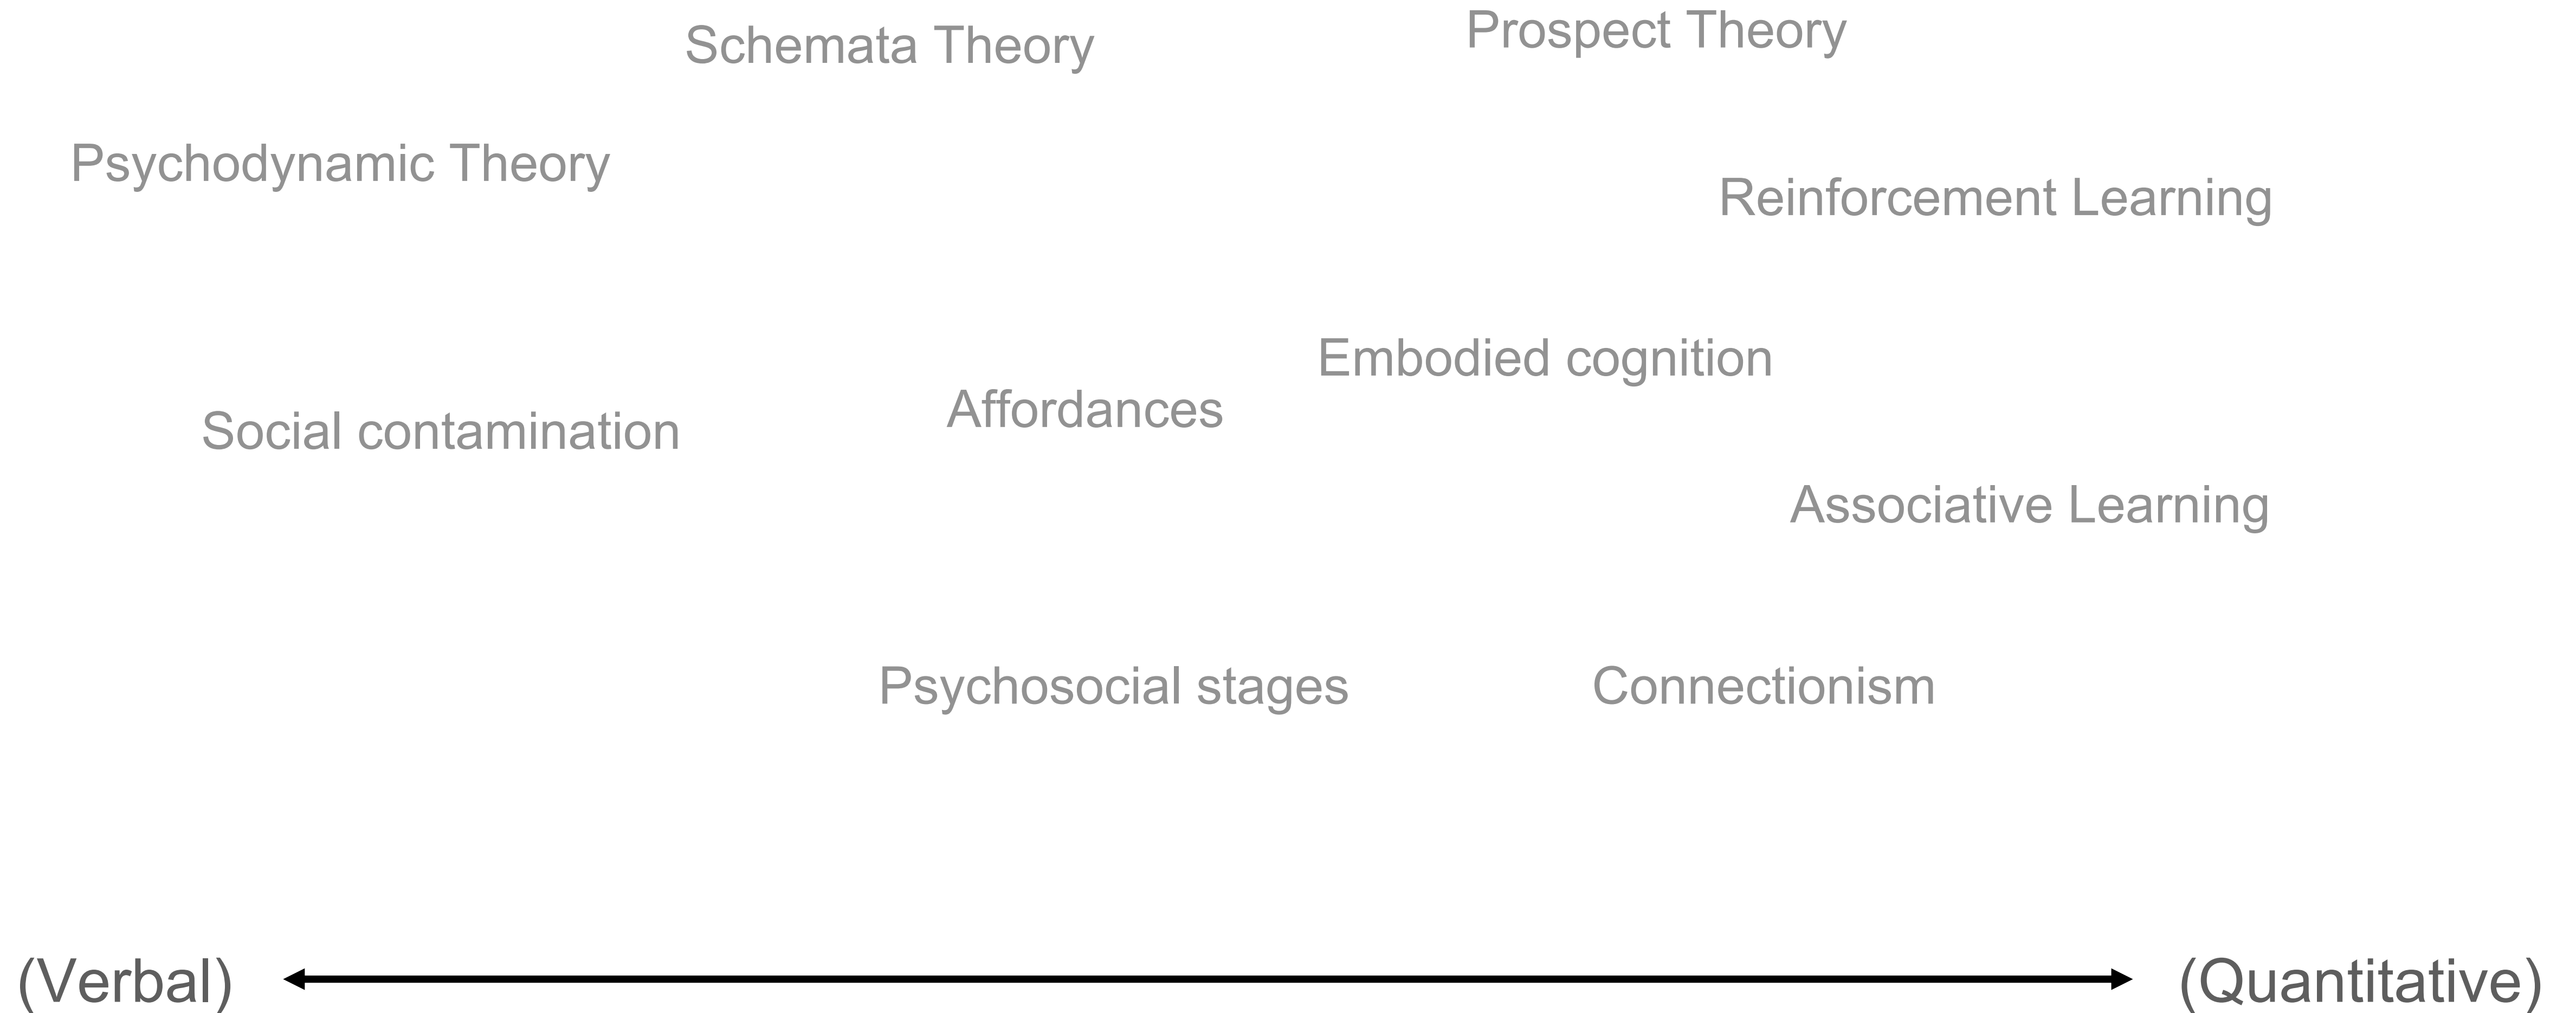 Schemata Theory
Prospect Theory
Psychodynamic Theory
Reinforcement Learning
Embodied cognition
Affordances
Social contamination
Associative Learning
Psychosocial stages
Connectionism
(Verbal)
(Quantitative)